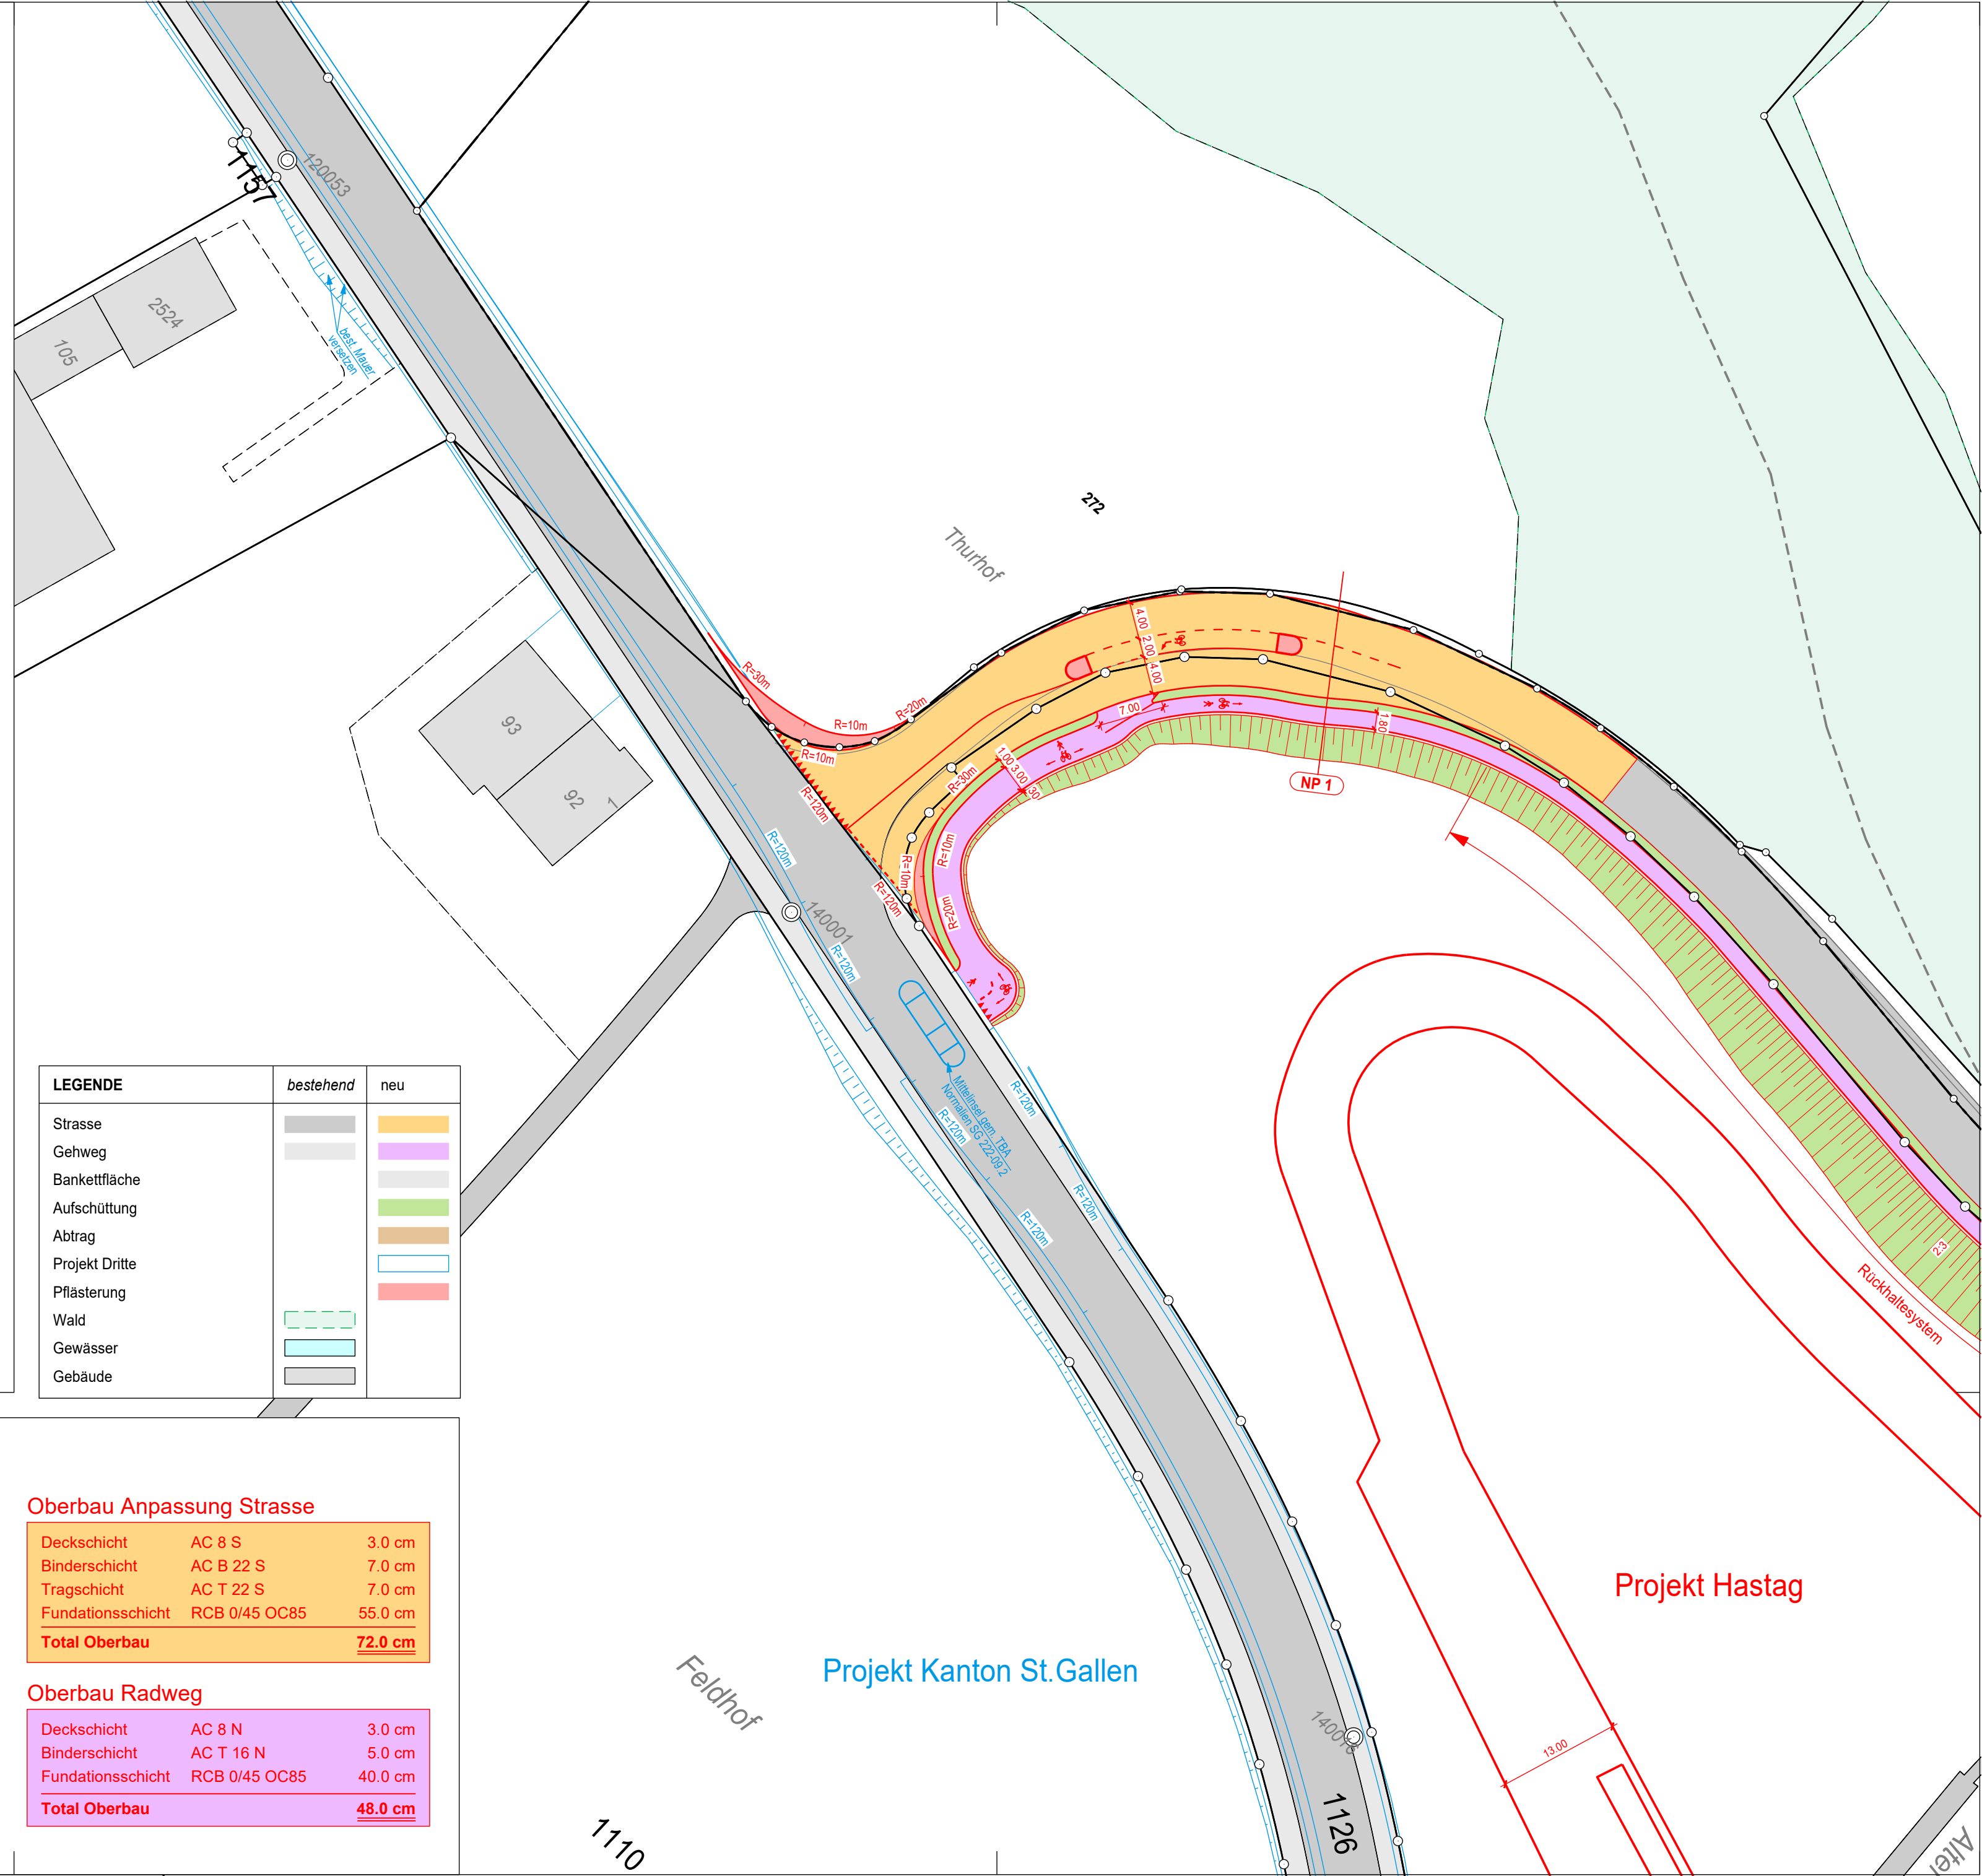 1157
120053
2524
105
best. Mauer
versetzen
272
Thurhof
R=30m
R=10m
R=20m
R=10m
4.00
2.00
4.00
7.00
1.80
NP 1
R=120m
1.00
3.00
30
R=30m
R=10m
R=10m
R=20m
R=120m
R=120m
140001
R=120m
93
92
1
Mittelinsel gem. TBA
Normalien SG 222-09.2
R=120m
R=120m
R=120m
R=120m
2:3
Rückhaltesystem
LEGENDE bestehend neu
Strasse
Gehweg
Bankettfläche
Aufschüttung
Abtrag
Projekt Dritte
Pflästerung
Wald
Gewässer
Gebäude
Oberbau Anpassung Strasse
Deckschicht AC 8 S 3.0 cm
Binderschicht AC B 22 S 7.0 cm
Tragschicht AC T 22 S 7.0 cm
Fundationsschicht RCB 0/45 OC85 55.0 cm
Total Oberbau 72.0 cm
Oberbau Radweg
Deckschicht AC 8 N 3.0 cm
Binderschicht AC T 16 N 5.0 cm
Fundationsschicht RCB 0/45 OC85 40.0 cm
Total Oberbau 48.0 cm
Projekt Hastag
Projekt Kanton St.Gallen
Feldhof
13.00
1126
1110
Alter